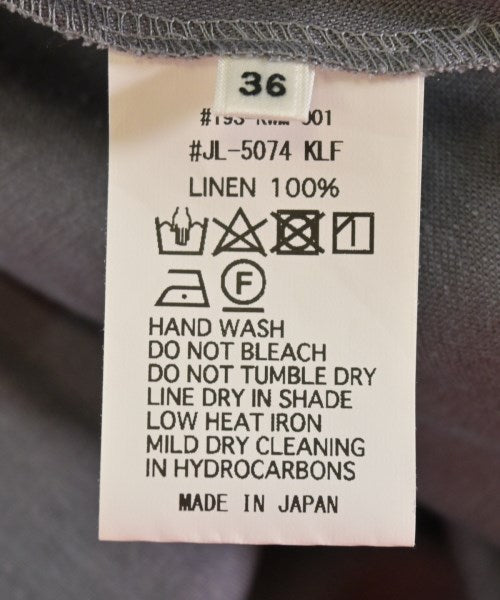 36
#JL-5074 KLF
LINEN 100%
F
HAND WASH
DO NOT BLEACH
DO NOT TUMBLE DRY
LINE DRY IN SHADE
LOW HEAT IRON
MILD DRY CLEANING
IN HYDROCARBONS
MADE IN JAPAN